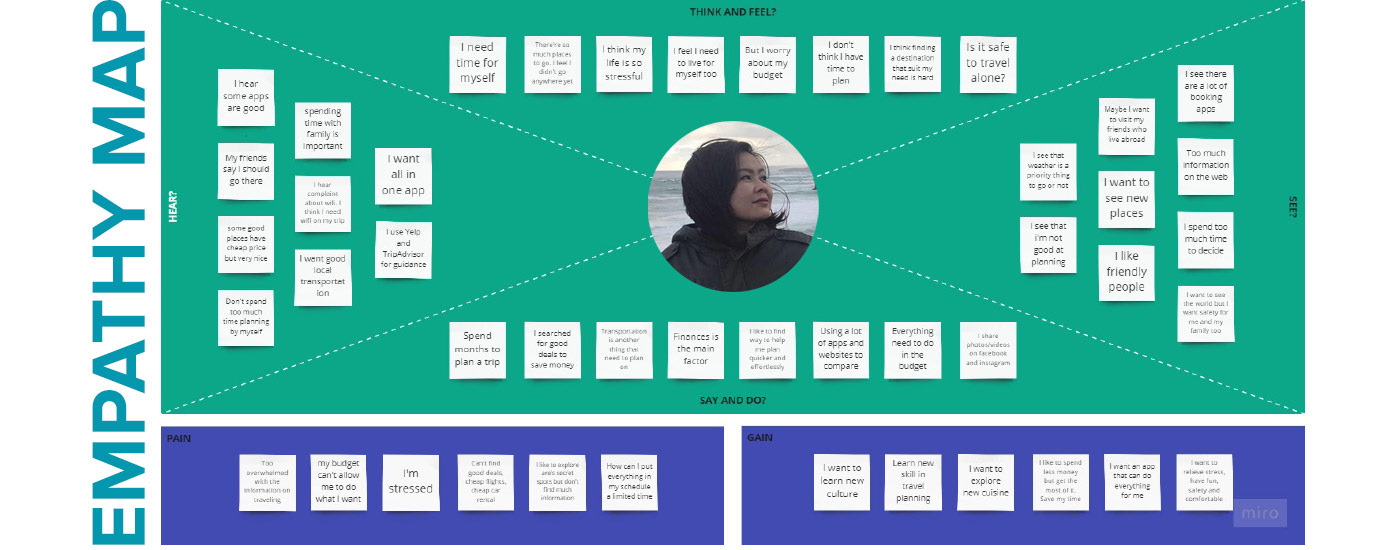 EMPATHY MAP
THINK AND FEEL?
I need
time for
myself
There're so
much places
to go. I feel I
didn't go
anywhere yet
I think my
life is so
stressful
I feel I need
to live for
myself too
But I worry
about my
budget
I don't
think I have
time to
plan
I think finding
a destination
that suit my
need is hard
Is it safe
to travel
alone?
HEAR?
I hear
some apps
are good
My friends
say I should
go there
some good
places have
cheap price
but very nice
Don't spend
too much
time planning
by myself
spending
time with
family is
important
I hear
complaint
about wifi. I
think I need
wifi on my trip
I want good
local
transportat
ion
I want
all in
one app
I use Yelp
and
TripAdvisor
for guidance
I see that
weather is a
priority thing
to go or not
I see that
i'm not
good at
planning
Maybe I want
to visit my
friends who
live abroad
I want to
see new
places
I like
friendly
people
I see there
are a lot of
booking
apps
Too much
information
on the web
I spend too
much time
to decide
I want to see
the world but I
want safety for
me and my
family too
SEE?
Spend
months to
plan a trip
I searched
for good
deals to
save money
Transportation
is another
thing that
need to plan
on
Finances is
the main
factor
I like to find
way to help
me plan
quicker and
effortlessly
Using a lot
of apps and
websites to
compare
Everything
need to do
in the
budget
I share
photos/videos
on facebook
and instagram
SAY AND DO?
PAIN
Too
overwhelmed
with the
information on
traveling
my budget
can't allow
me to do
what I want
I'm
stressed
Can't find
good deals,
cheap flights,
cheap car
rental
I like to explore
are's secret
spots but don't
find much
information
How can I put
everything in
my schedule
a limited time
GAIN
I want to
learn new
culture
Learn new
skill in
travel
planning
I want to
explore
new cuisine
I like to spend
less money
but get the
most of it.
Save my time
I want an app
that can do
everything
for me
I want to
relieve stress,
have fun,
safety and
comfortable
miro